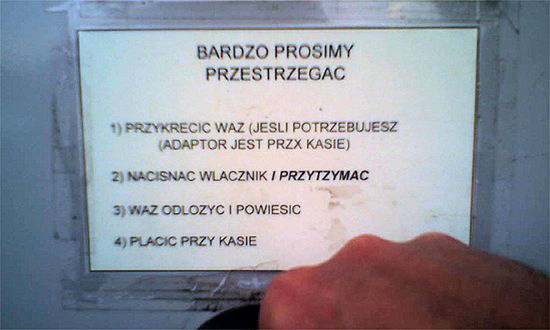 BARDZO PROSIMY
PRZESTRZEGAC
1) PRZYKRECIC WAZ (JESLI POTRZEBUJESZ
(ADAPTOR JEST PRZX KASIE)
2) NACISNAC WLACZNIK I PRZYTZYMAC
3) WAZ ODLOZYC I POWIESIC
4) PLACIC PRZY KASIE